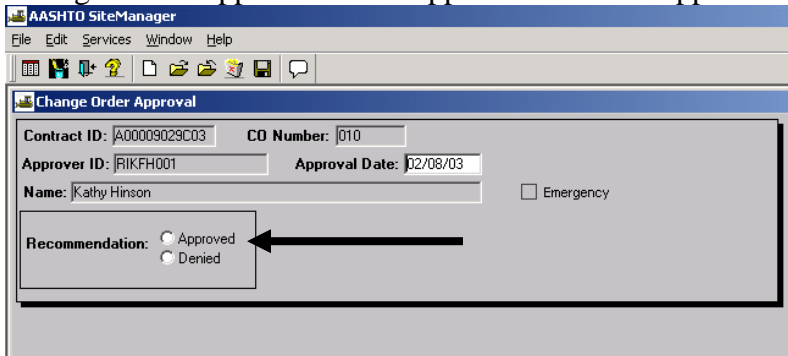 AASHTO SiteManager
File Edit Services Window Help
Change Order Approval
Contract ID: A00009029C03 CO Number: 010
Approver ID: RIKFH001 Approval Date: 02/08/03
Name: Kathy Hinson Emergency
Recommendation: Approved
Denied